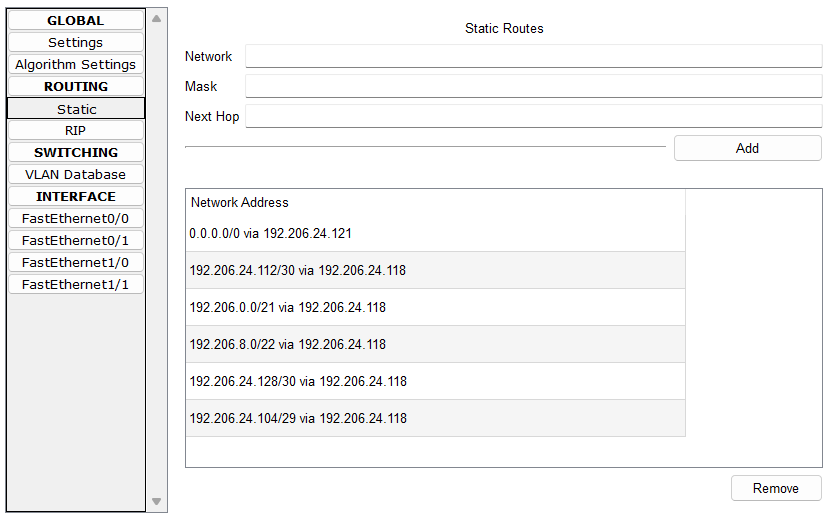 GLOBAL
Settings
Algorithm Settings
ROUTING
Static
RIP
SWITCHING
VLAN Database
INTERFACE
FastEthernet0/0
FastEthernet0/1
FastEthernet1/0
FastEthernet1/1
Static Routes
Network
Mask
Next Hop
Add
Network Address
0.0.0.0/0 via 192.206.24.121
192.206.24.112/30 via 192.206.24.118
192.206.0.0/21 via 192.206.24.118
192.206.8.0/22 via 192.206.24.118
192.206.24.128/30 via 192.206.24.118
192.206.24.104/29 via 192.206.24.118
Remove